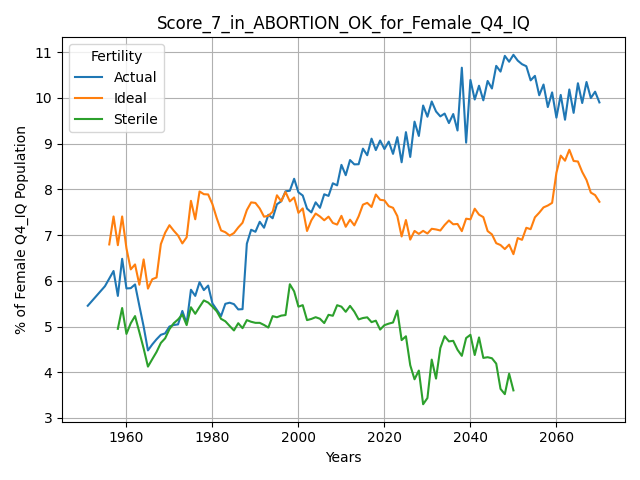 Score_7_in_ABORTION_OK_for_Female_Q4_IQ
Fertility
Actual
Ideal
Sterile
% of Female Q4_IQ Population
11
10
9
8
7
6
5
4
3
1960
1980
2000
2020
2040
2060
Years